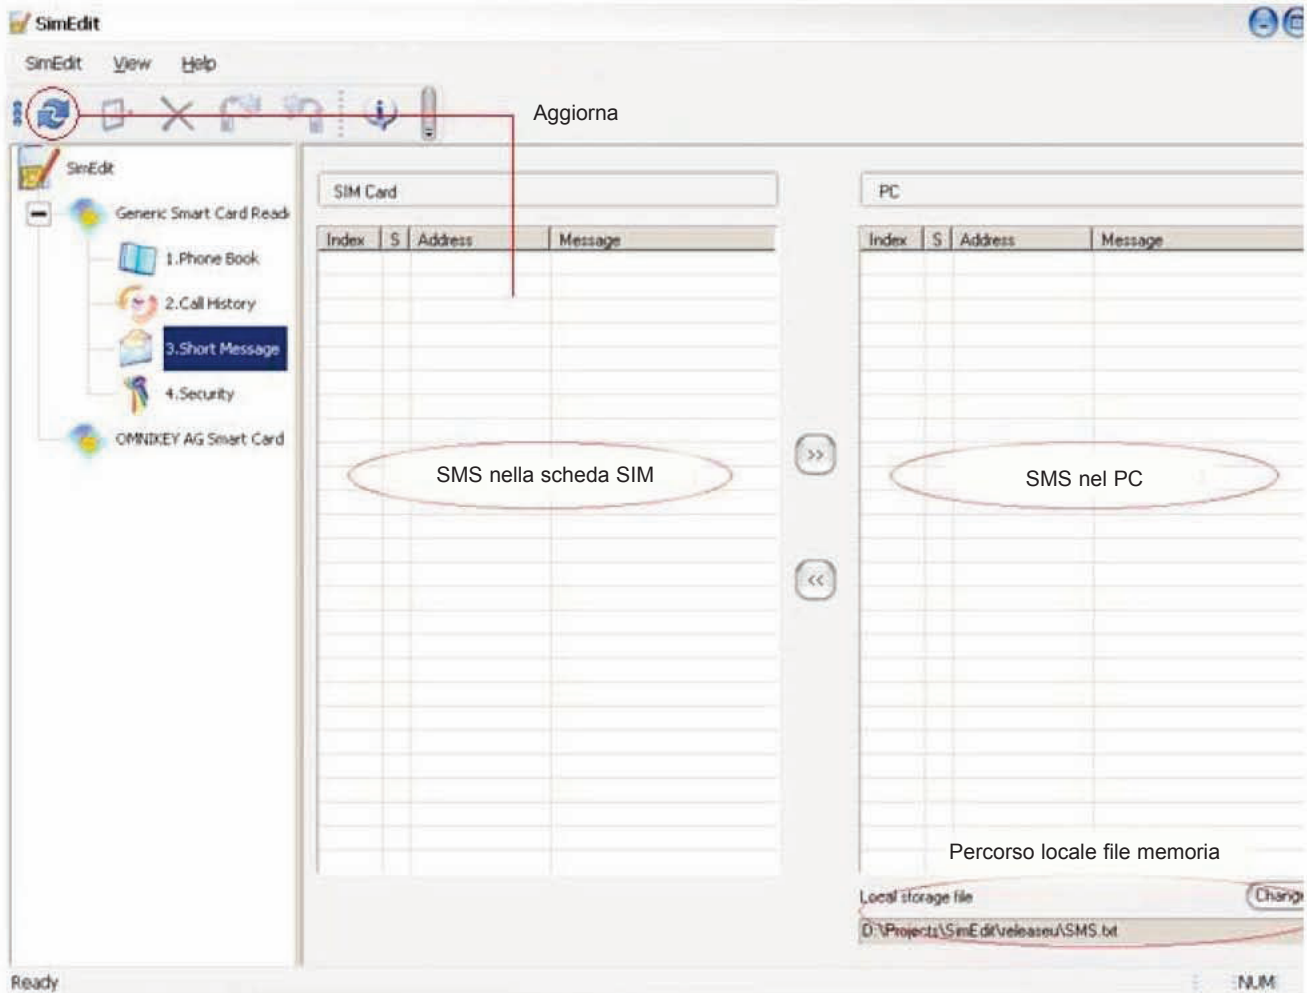 SimEdit
SimEdit View Help
Aggiorna
SimEdit
Generic Smart Card Read
1.Phone Book
2.Call History
3.Short Message
4.Security
OMNIKEY AG Smart Card
SIM Card
Index S Address Message
SMS nella scheda SIM
>>
<<
PC
Index S Address Message
SMS nel PC
Percorso locale file memoria
Local storage file Change
D:\Projects\SimEdit\releaseu\SMS.txt
Ready NUM